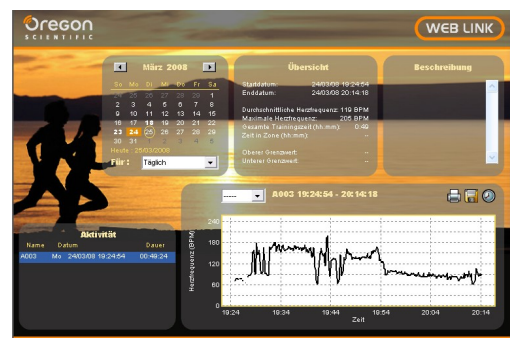 Oregon
SCIENTIFIC
WEB LINK
März 2008
So Mo Di Mi Do Fr Sa
24 25 26 27 28 29 1
2 3 4 5 6 7 8
9 10 11 12 13 14 15
16 17 18 19 20 21 22
23 24 25 26 27 28 29
30 31 1 2 3 4 5
Heute : 25/03/2008
Für : Täglich
Übersicht
Startdatum: 24/03/08 19:24:54
Enddatum: 24/03/08 20:14:18
Durchschnittliche Herzfrequenz: 119 BPM
Maximale Herzfrequenz: 205 BPM
Gesamte Trainingszeit (hh:mm): 0:49
Zeit in Zone (hh:mm): --
Oberer Grenzwert: --
Unterer Grenzwert: --
Beschreibung
Aktivität
Name Datum Dauer
A003 Mo 24/03/08 19:24:54 00:49:24
----- A003 19:24:54 - 20:14:18
Herzfrequenz (BPM)
240
180
120
60
0
19:24 19:34 19:44 19:54 20:04 20:14
Zeit